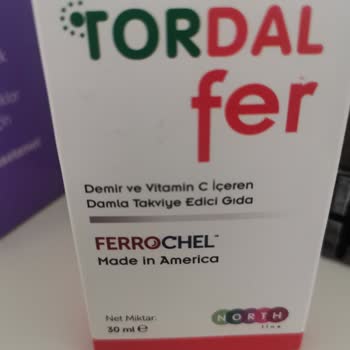 TORDAL
fer
Demir ve Vitamin C İçeren
Damla Takviye Edici Gıda
FERROCHEL™
Made in America
Net Miktar:
30 ml ℮
NORTH
line